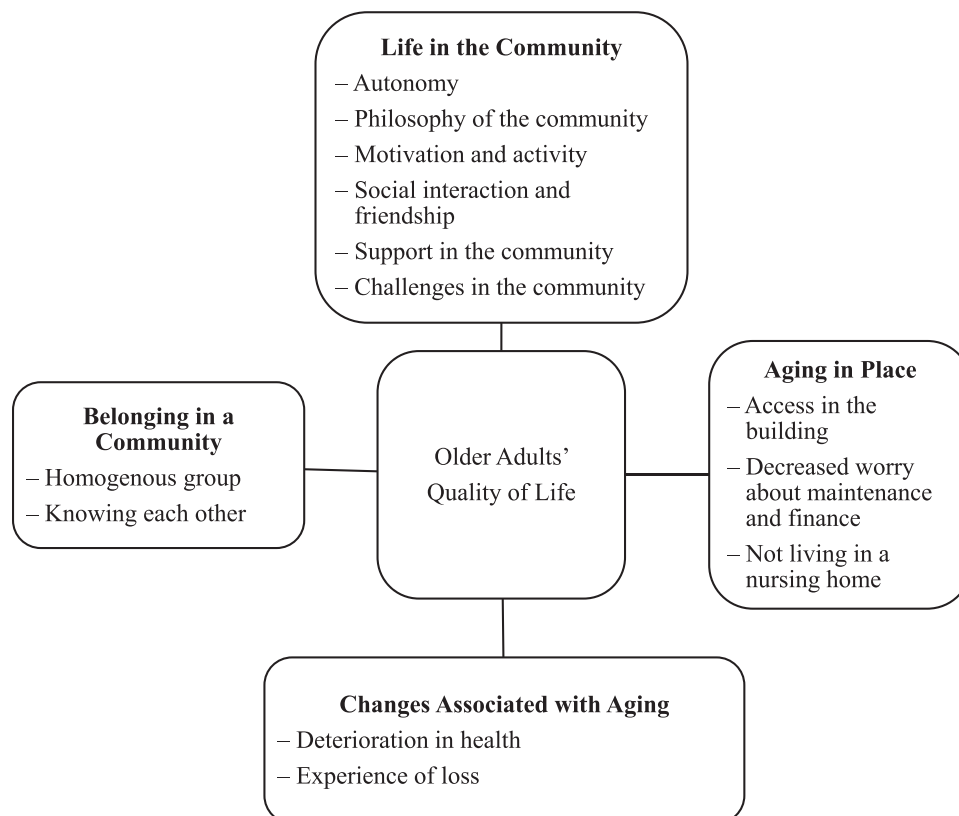 Life in the Community
– Autonomy
– Philosophy of the community
– Motivation and activity
– Social interaction and
friendship
– Support in the community
– Challenges in the community
Belonging in a
Community
– Homogenous group
– Knowing each other
Older Adults’
Quality of Life
Aging in Place
– Access in the
building
– Decreased worry
about maintenance
and finance
– Not living in a
nursing home
Changes Associated with Aging
– Deterioration in health
– Experience of loss